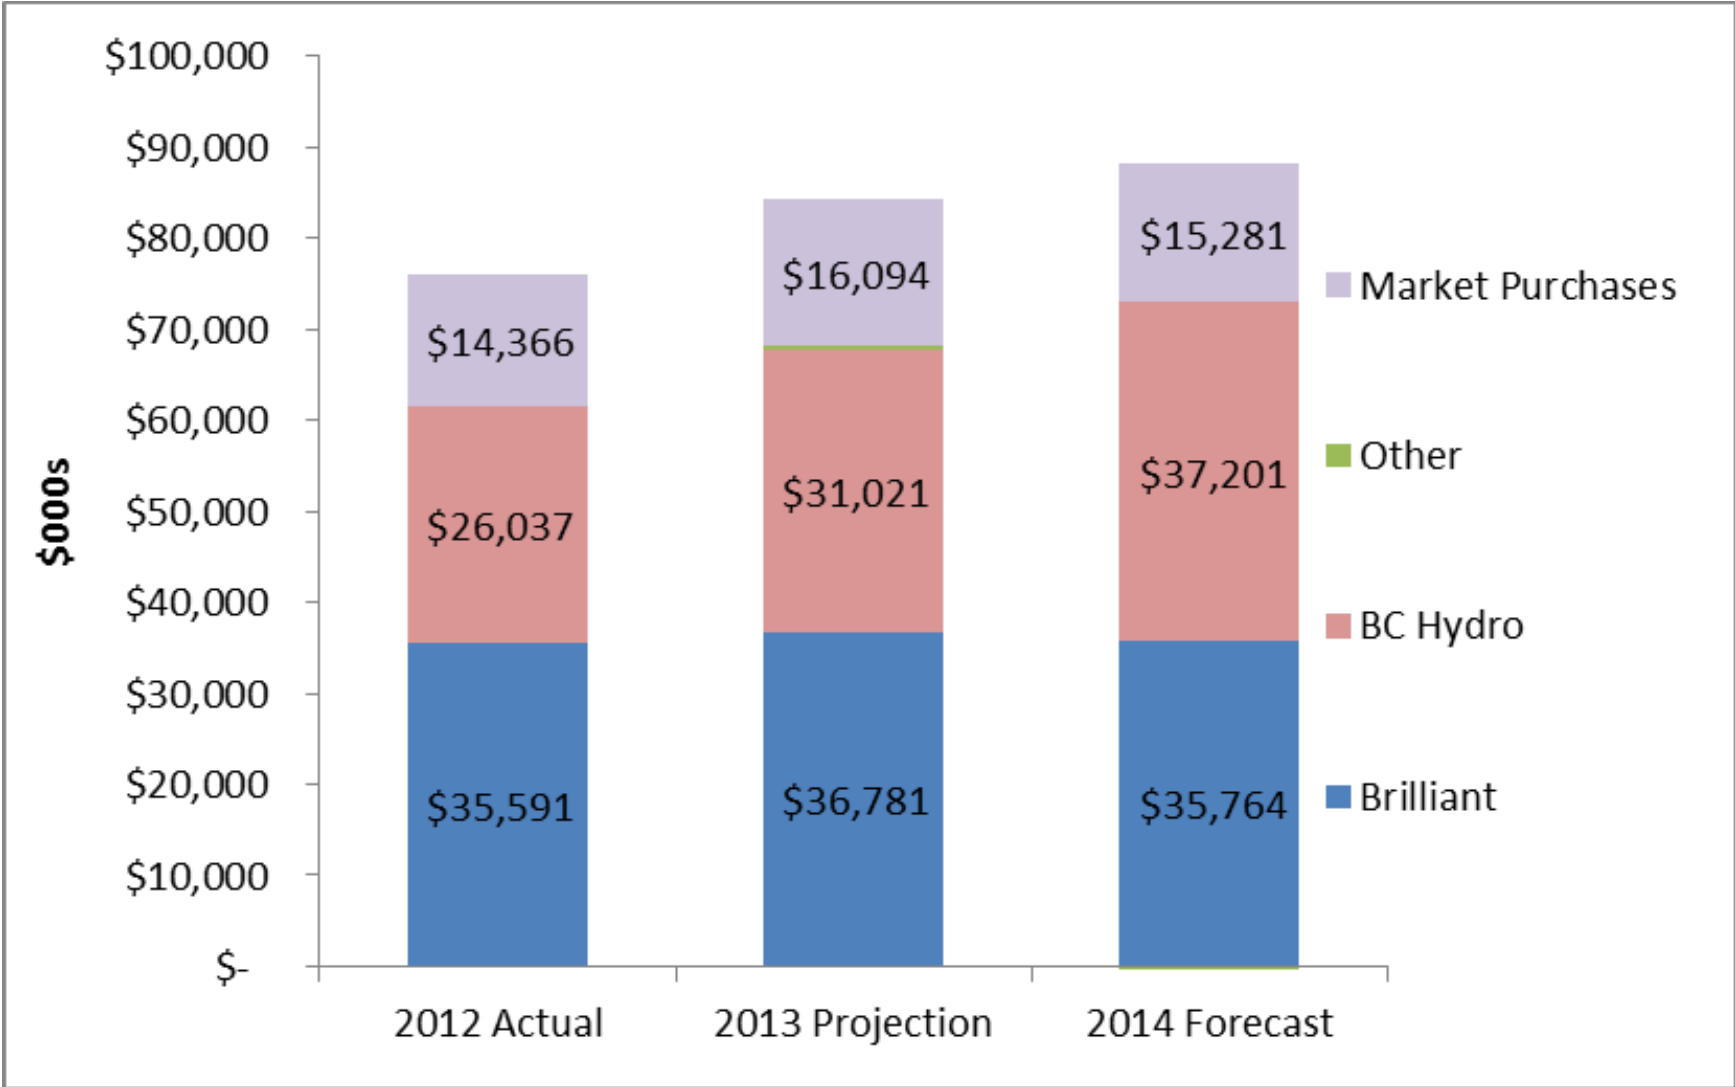 $100,000
$90,000
$80,000
$70,000
$60,000
$50,000
$40,000
$30,000
$20,000
$10,000
$-
$000s
$14,366
$26,037
$35,591
$16,094
$31,021
$36,781
$15,281
$37,201
$35,764
2012 Actual
2013 Projection
2014 Forecast
Market Purchases
Other
BC Hydro
Brilliant